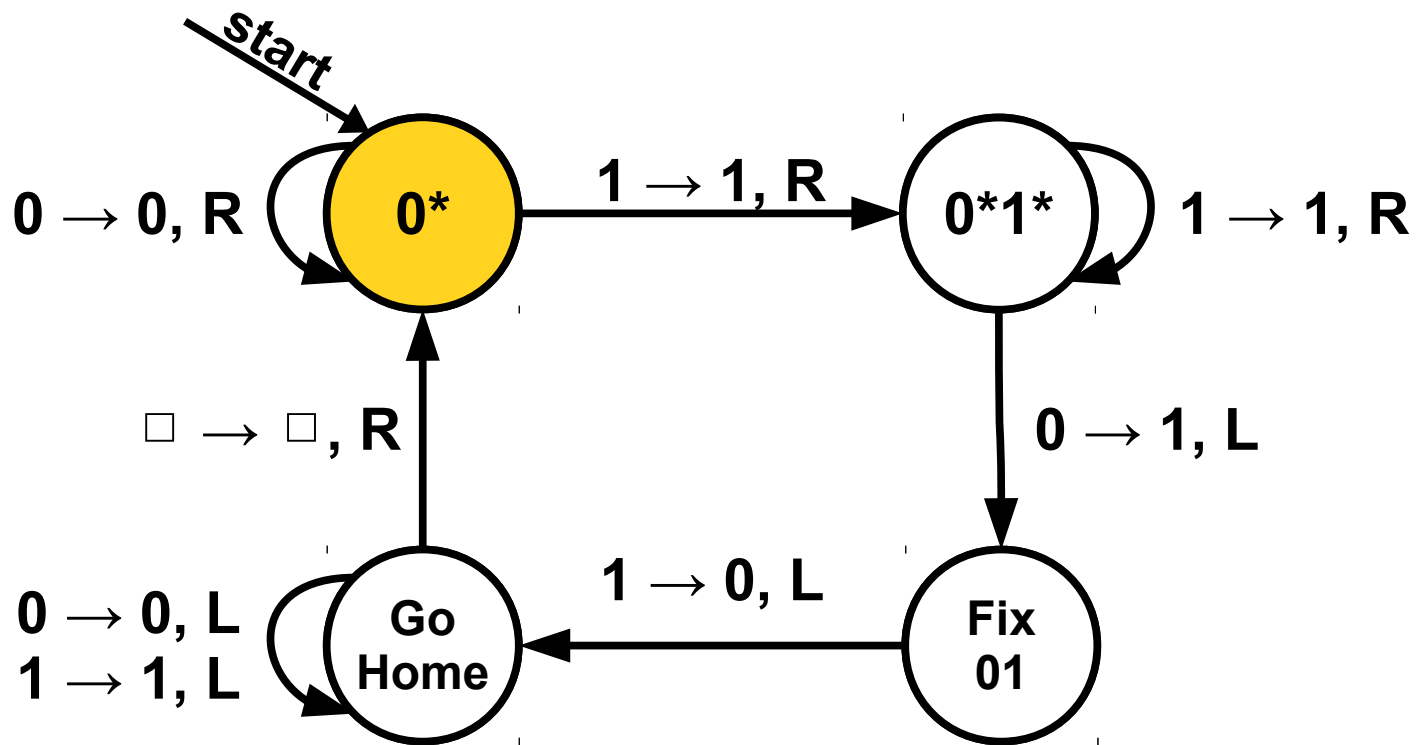 start
0 → 0, R
0*
1 → 1, R
0*1*
1 → 1, R
□ → □, R
0 → 1, L
0 → 0, L
1 → 1, L
Go
Home
1 → 0, L
Fix
01